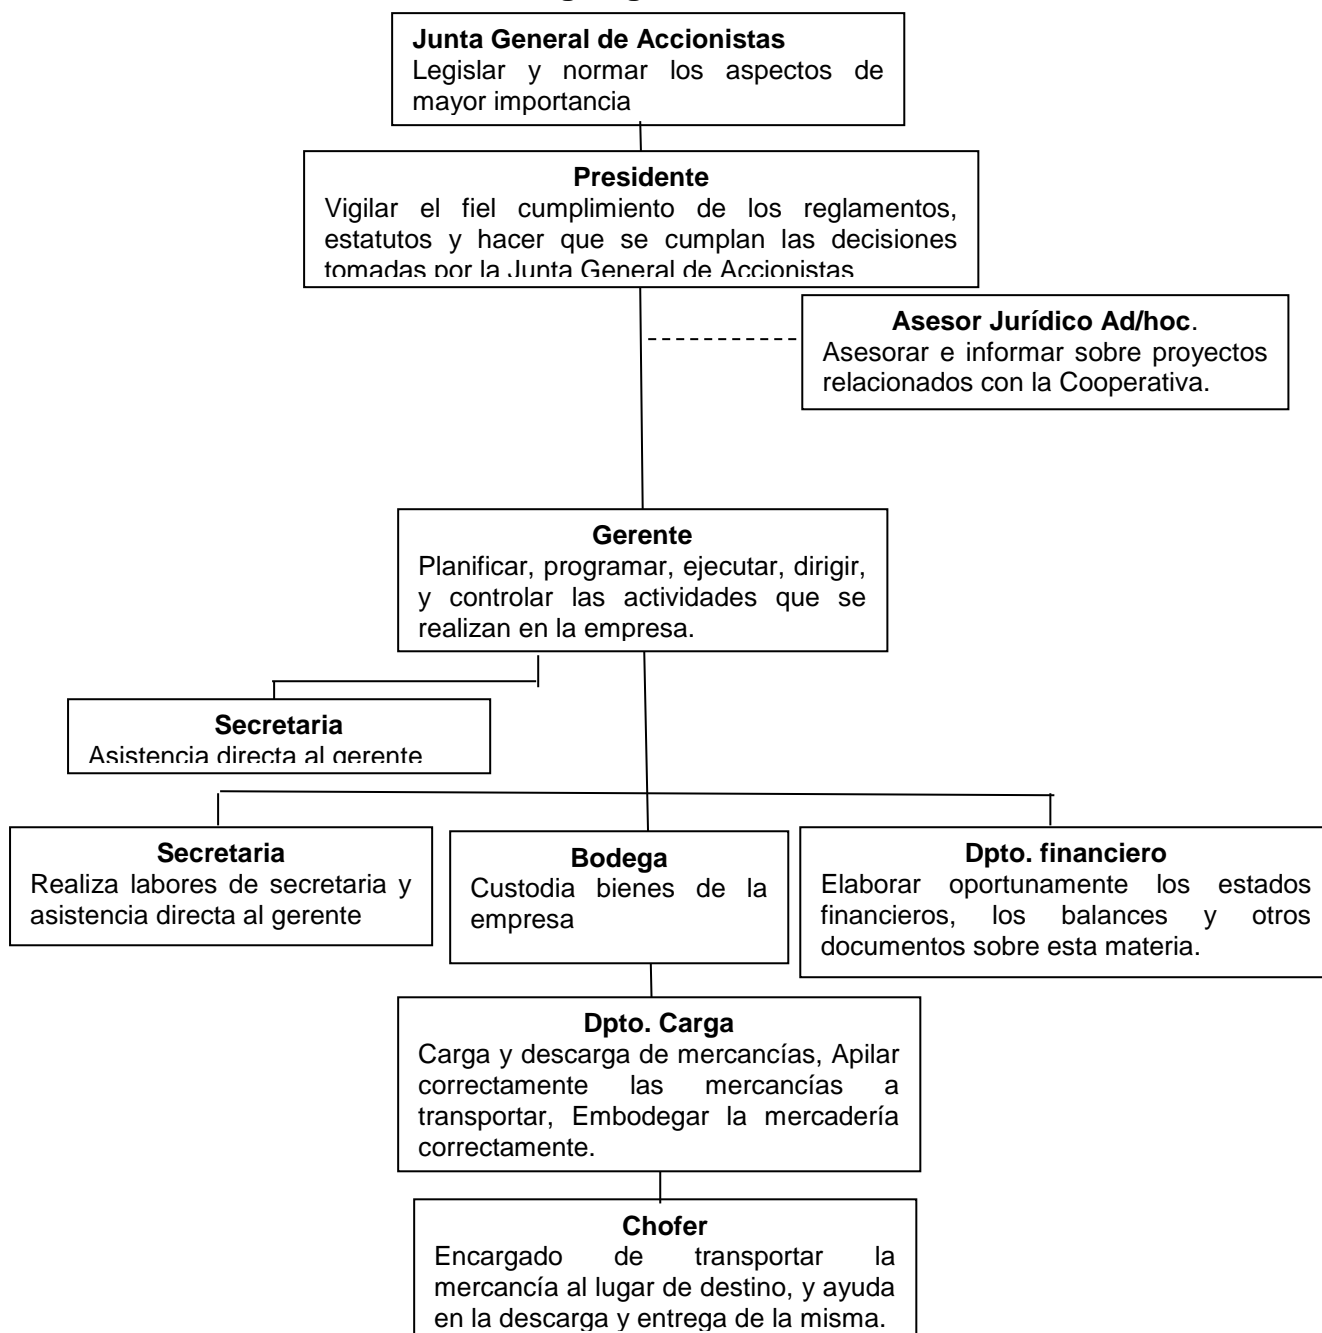 Junta General de Accionistas
Legislar y normar los aspectos de
mayor importancia
Presidente
Vigilar el fiel cumplimiento de los reglamentos,
estatutos y hacer que se cumplan las decisiones
tomadas por la Junta General de Accionistas
Asesor Jurídico Ad/hoc.
Asesorar e informar sobre proyectos
relacionados con la Cooperativa.
Gerente
Planificar, programar, ejecutar, dirigir,
y controlar las actividades que se
realizan en la empresa.
Secretaria
Asistencia directa al gerente
Secretaria
Realiza labores de secretaria y
asistencia directa al gerente
Bodega
Custodia bienes de la
empresa
Dpto. financiero
Elaborar oportunamente los estados
financieros, los balances y otros
documentos sobre esta materia.
Dpto. Carga
Carga y descarga de mercancías, Apilar
correctamente las mercancías a
transportar, Embodegar la mercadería
correctamente.
Chofer
Encargado de transportar la
mercancía al lugar de destino, y ayuda
en la descarga y entrega de la misma.